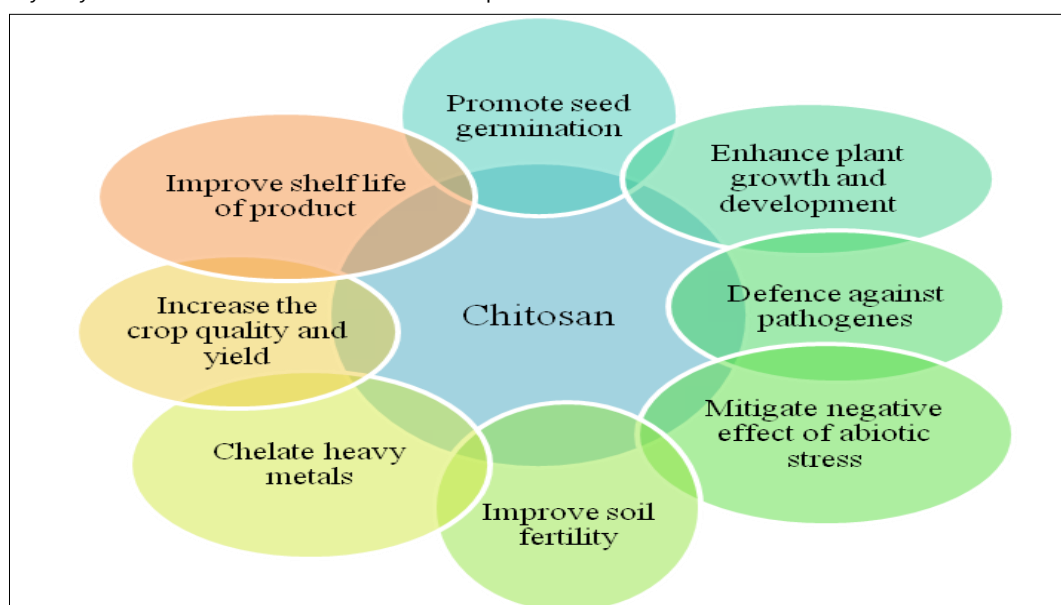 Promote seed
germination
Enhance plant
growth and
development
Defence against
pathogenes
Mitigate negative
effect of abiotic
stress
Improve soil
fertility
Chelate heavy
metals
Increase the
crop quality and
yield
Improve shelf life
of product
Chitosan